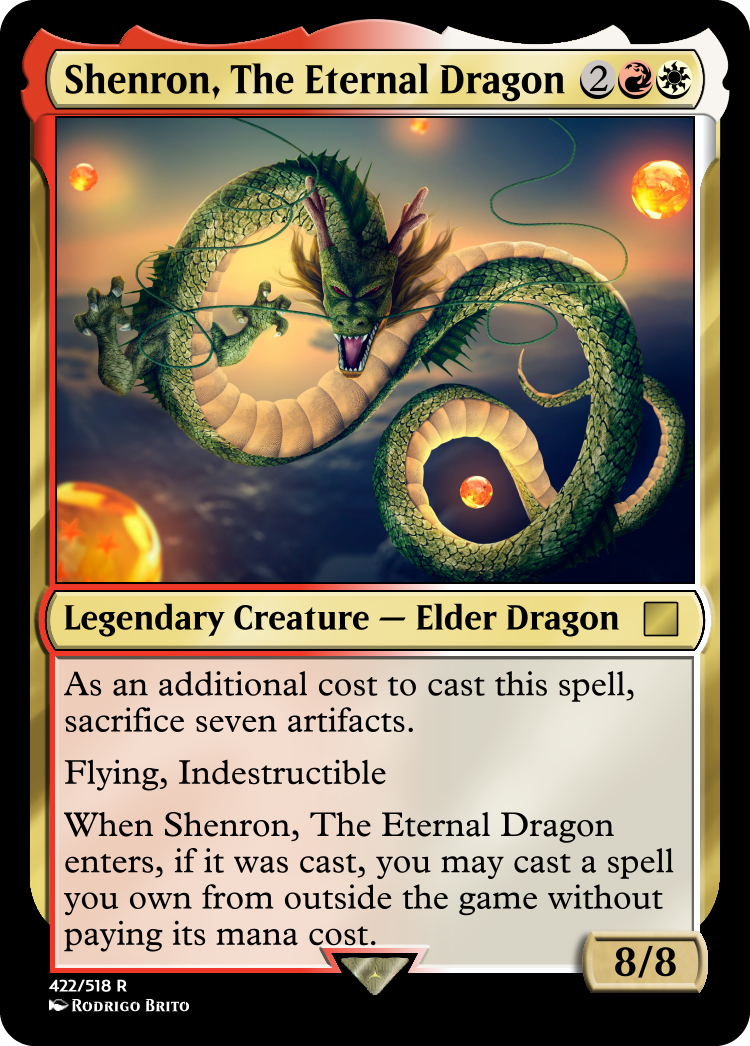 Shenron, The Eternal Dragon 2
Legendary Creature — Elder Dragon
As an additional cost to cast this spell,
sacrifice seven artifacts.
Flying, Indestructible
When Shenron, The Eternal Dragon
enters, if it was cast, you may cast a spell
you own from outside the game without
paying its mana cost.
8/8
422/518 R
Rodrigo Brito